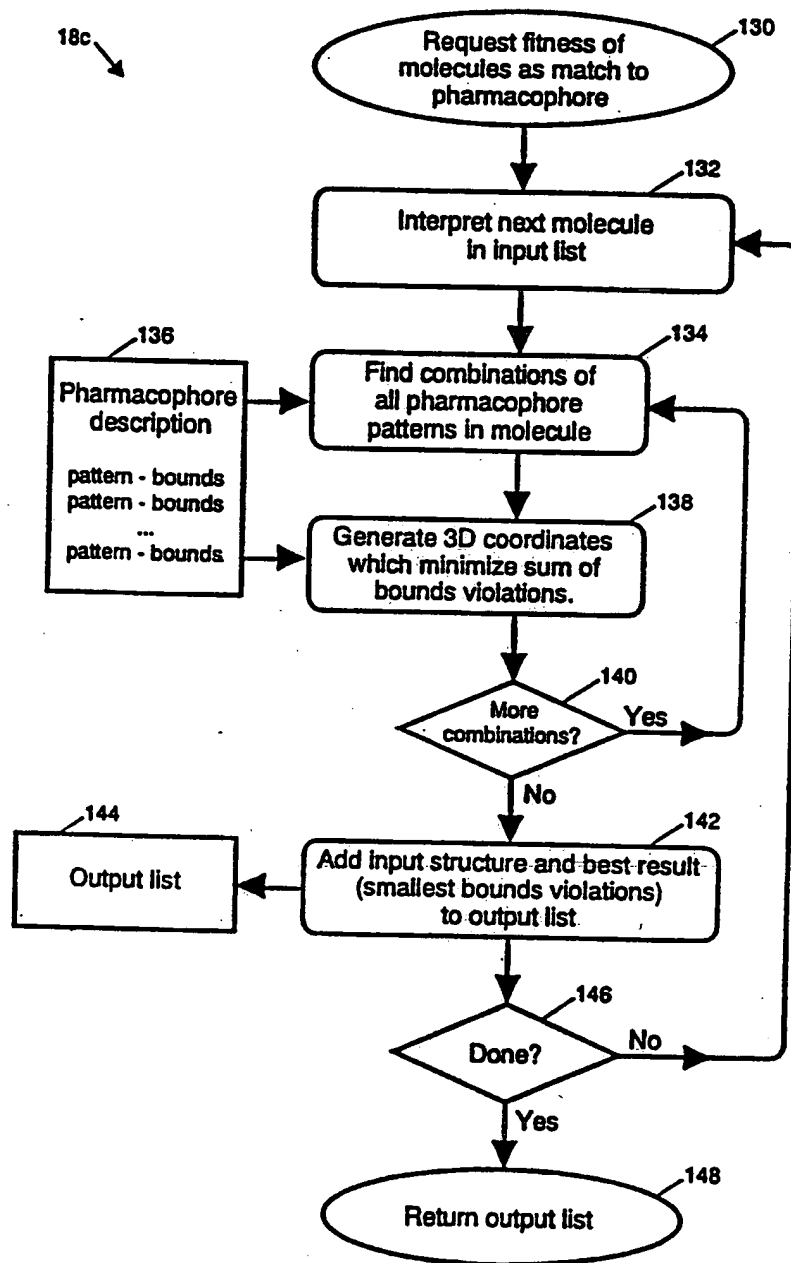 18c
130
Request fitness of
molecules as match to
pharmacophore
132
Interpret next molecule
in input list
136
Pharmacophore
description
pattern - bounds
pattern - bounds
...
pattern - bounds
134
Find combinations of
all pharmacophore
patterns in molecule
138
Generate 3D coordinates
which minimize sum of
bounds violations.
140
More
combinations?
Yes
No
144
Output list
142
Add input structure and best result
(smallest bounds violations)
to output list
146
Done?
No
Yes
148
Return output list